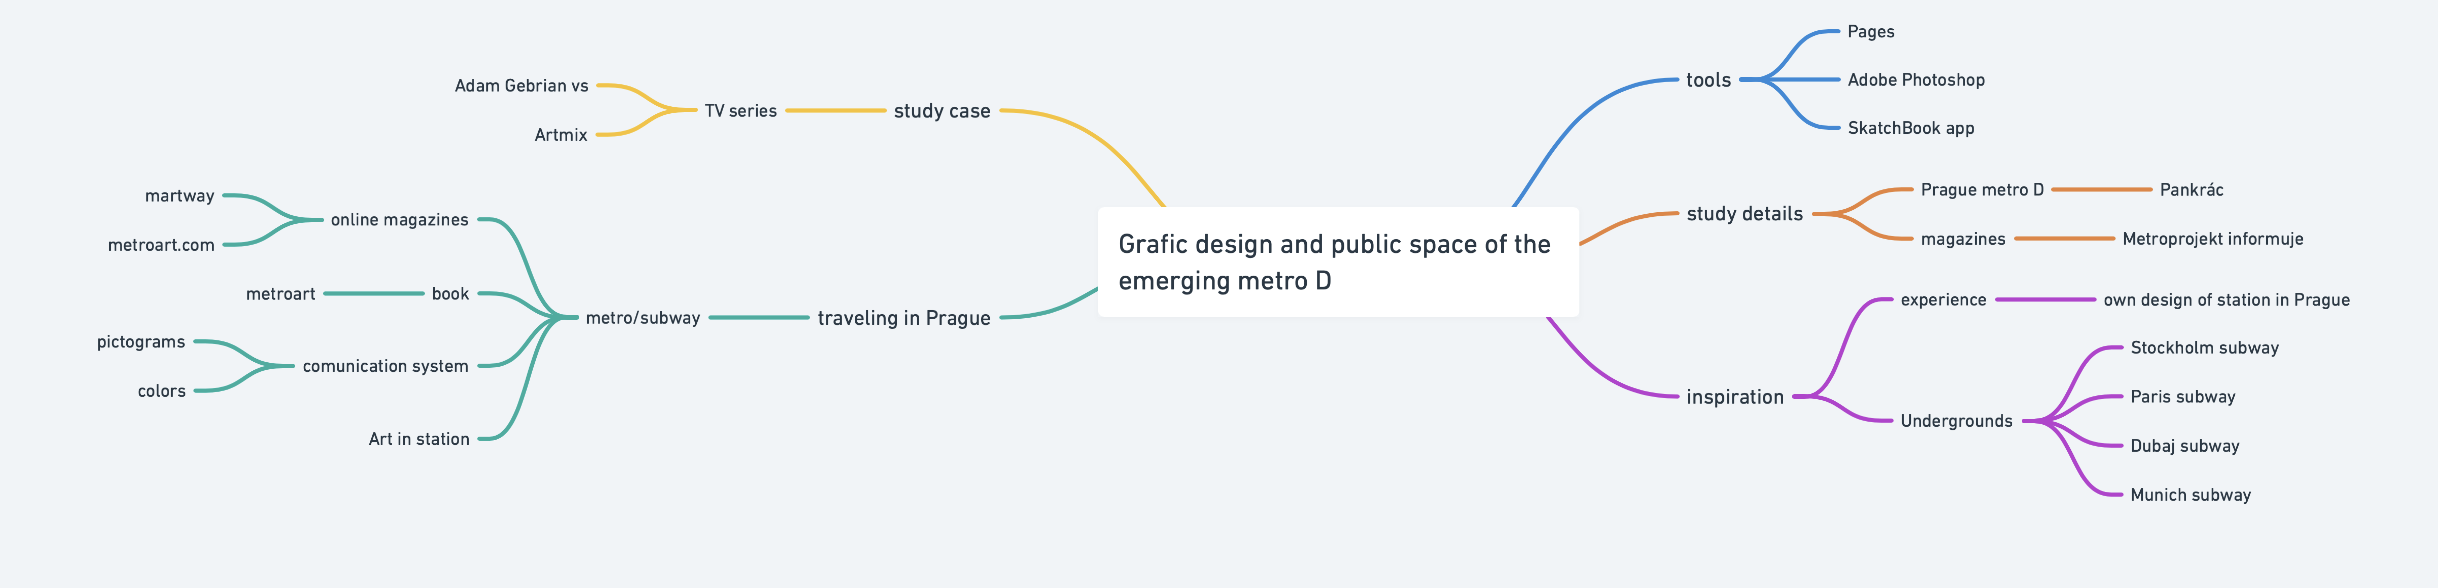 Grafic design and public space of the
emerging metro D
tools
Pages
Adobe Photoshop
SkatchBook app
study details
Prague metro D
Pankrác
magazines
Metroprojekt informuje
inspiration
experience
own design of station in Prague
Undergrounds
Stockholm subway
Paris subway
Dubaj subway
Munich subway
study case
TV series
Adam Gebrian vs
Artmix
traveling in Prague
metro/subway
online magazines
martway
metroart.com
book
metroart
comunication system
pictograms
colors
Art in station